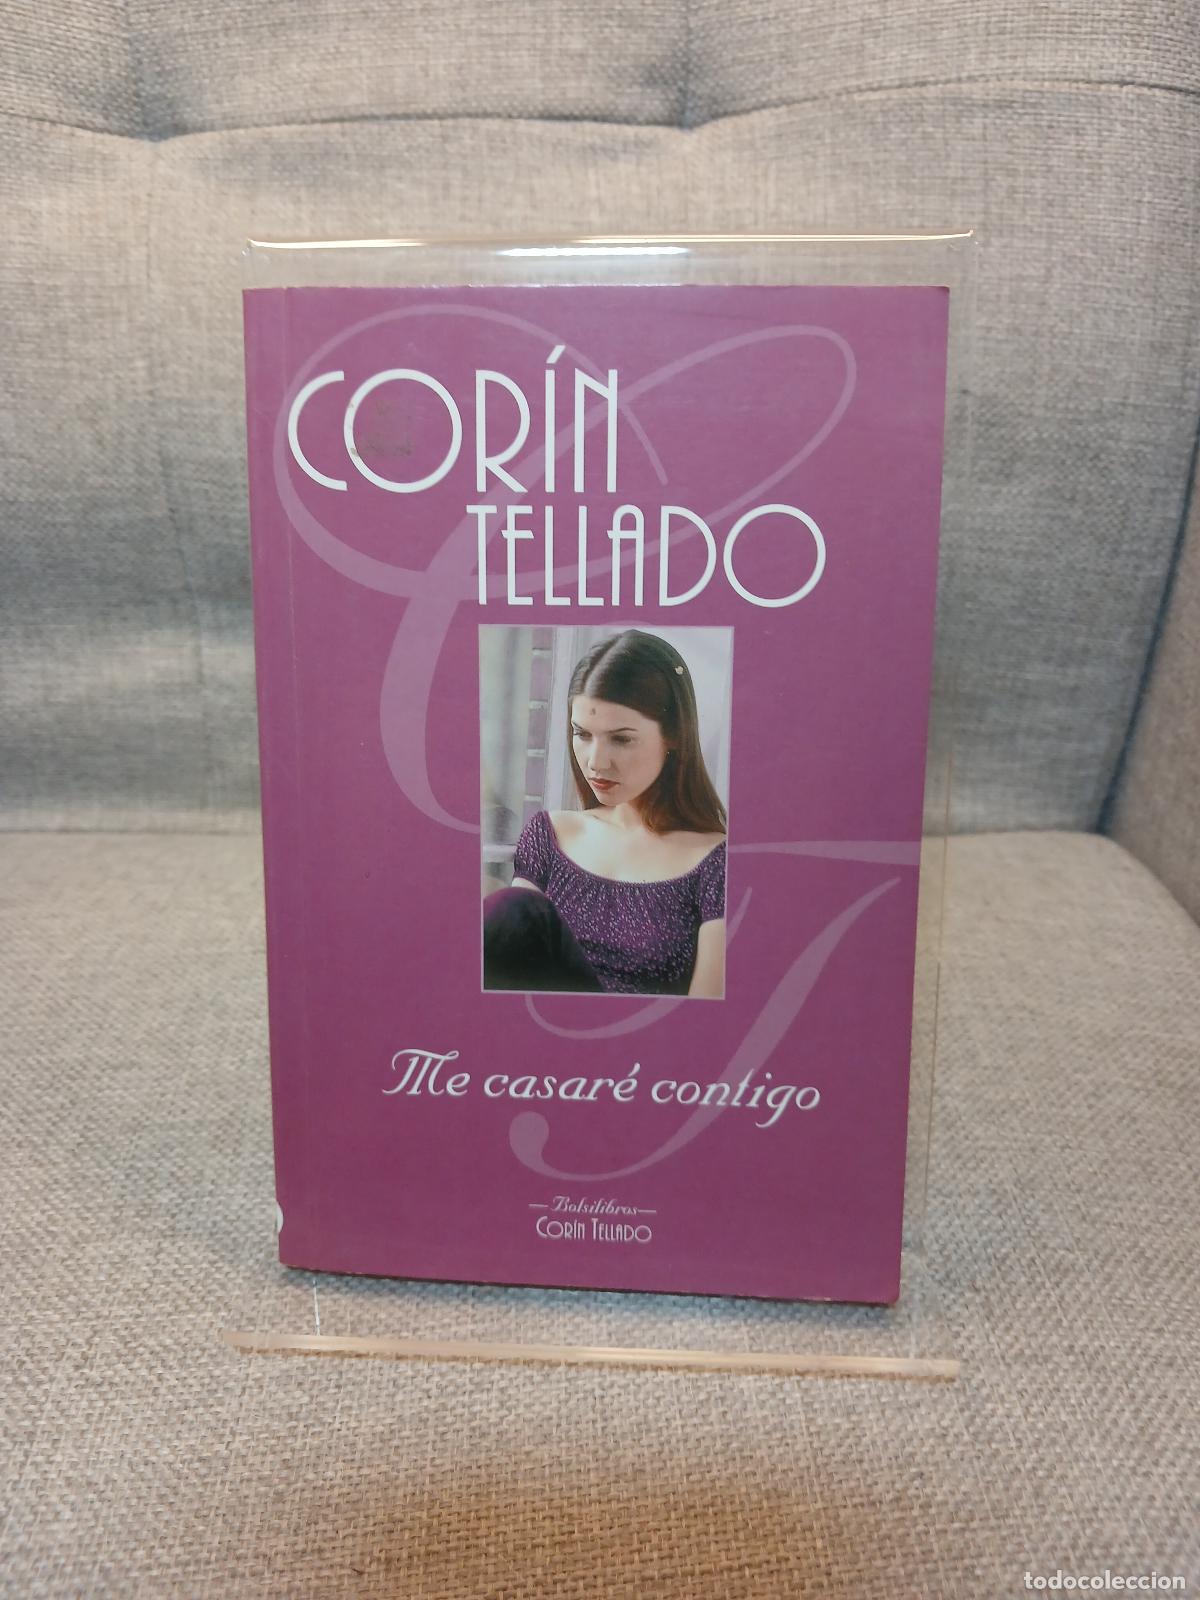 CORÍN
TELLADO
Me casaré contigo
Bolsilibros
CORÍN TELLADO
todocoleccion